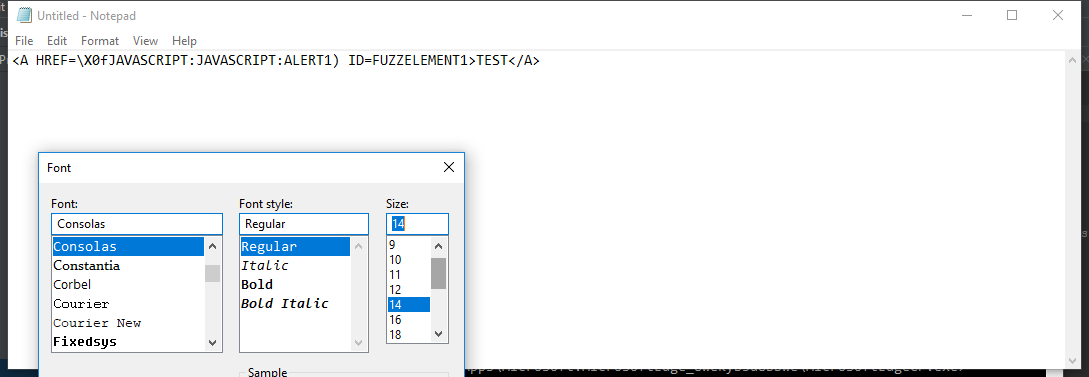 Untitled - Notepad
File Edit Format View Help
<A HREF=\X0fJAVASCRIPT:JAVASCRIPT:ALERT1) ID=FUZZELEMENT1>TEST</A>
Font
Font: Font style: Size:
Consolas Regular 14
Consolas Regular 9
Constantia Italic 10
Corbel Bold 11
Courier Bold Italic 12
Courier New 14
Fixedsys 16
18
Sample